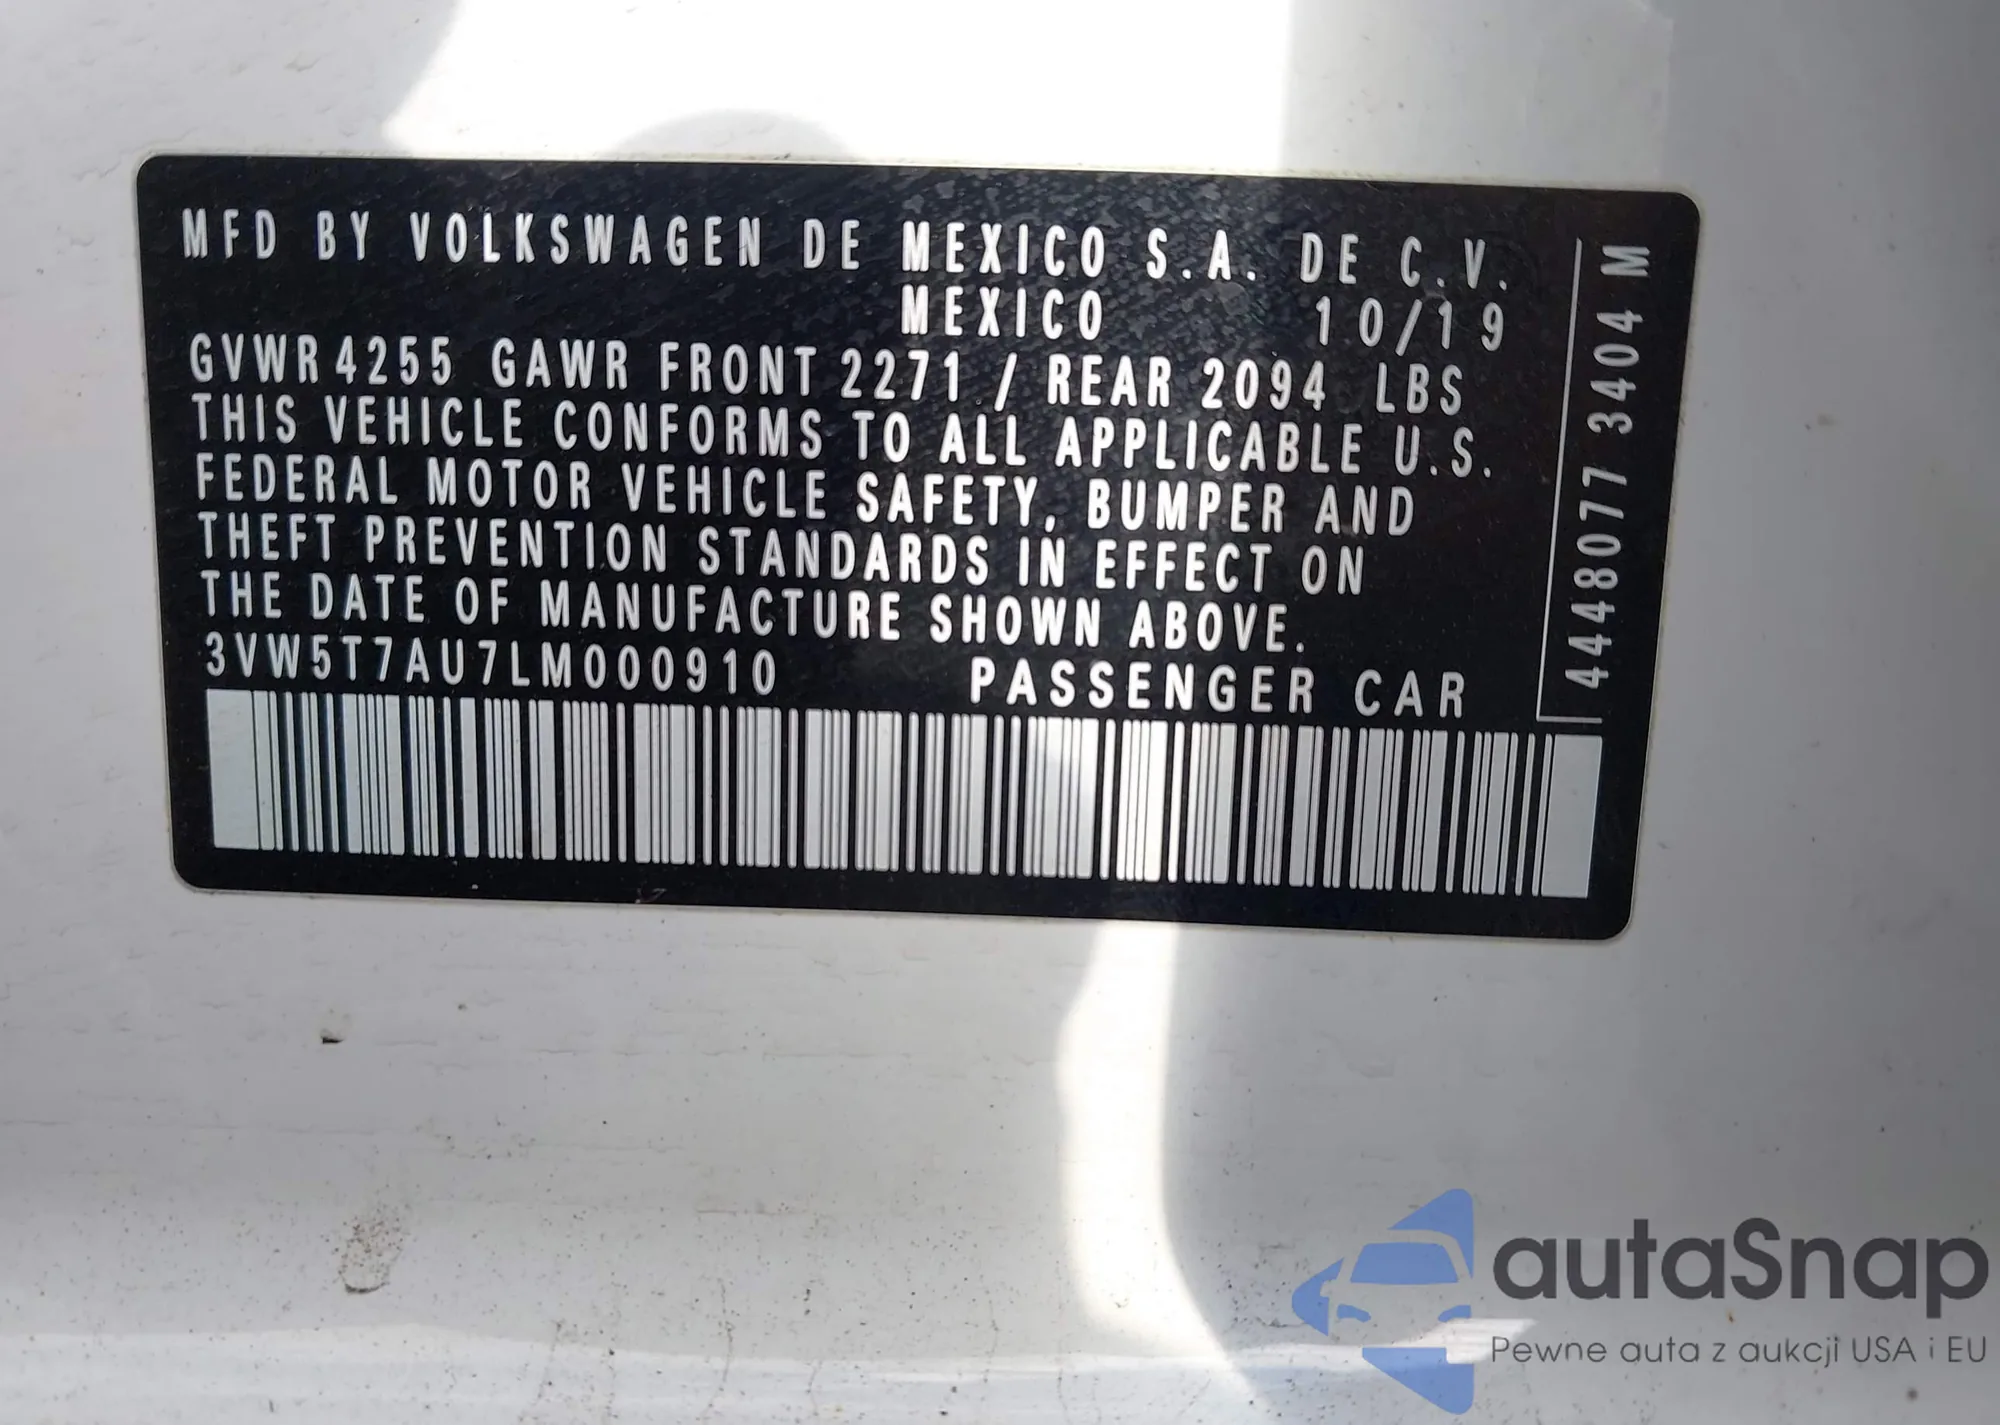 MFD BY VOLKSWAGEN DE MEXICO S.A. DE C.V.
MEXICO 10/19
GVWR 4255 GAWR FRONT 2271 / REAR 2094 LBS
THIS VEHICLE CONFORMS TO ALL APPLICABLE U.S.
FEDERAL MOTOR VEHICLE SAFETY, BUMPER AND
THEFT PREVENTION STANDARDS IN EFFECT ON
THE DATE OF MANUFACTURE SHOWN ABOVE.
3VW5T7AU7LM000910 PASSENGER CAR
4448077 3404 M
autaSnap
Pewne auta z aukcji USA i EU